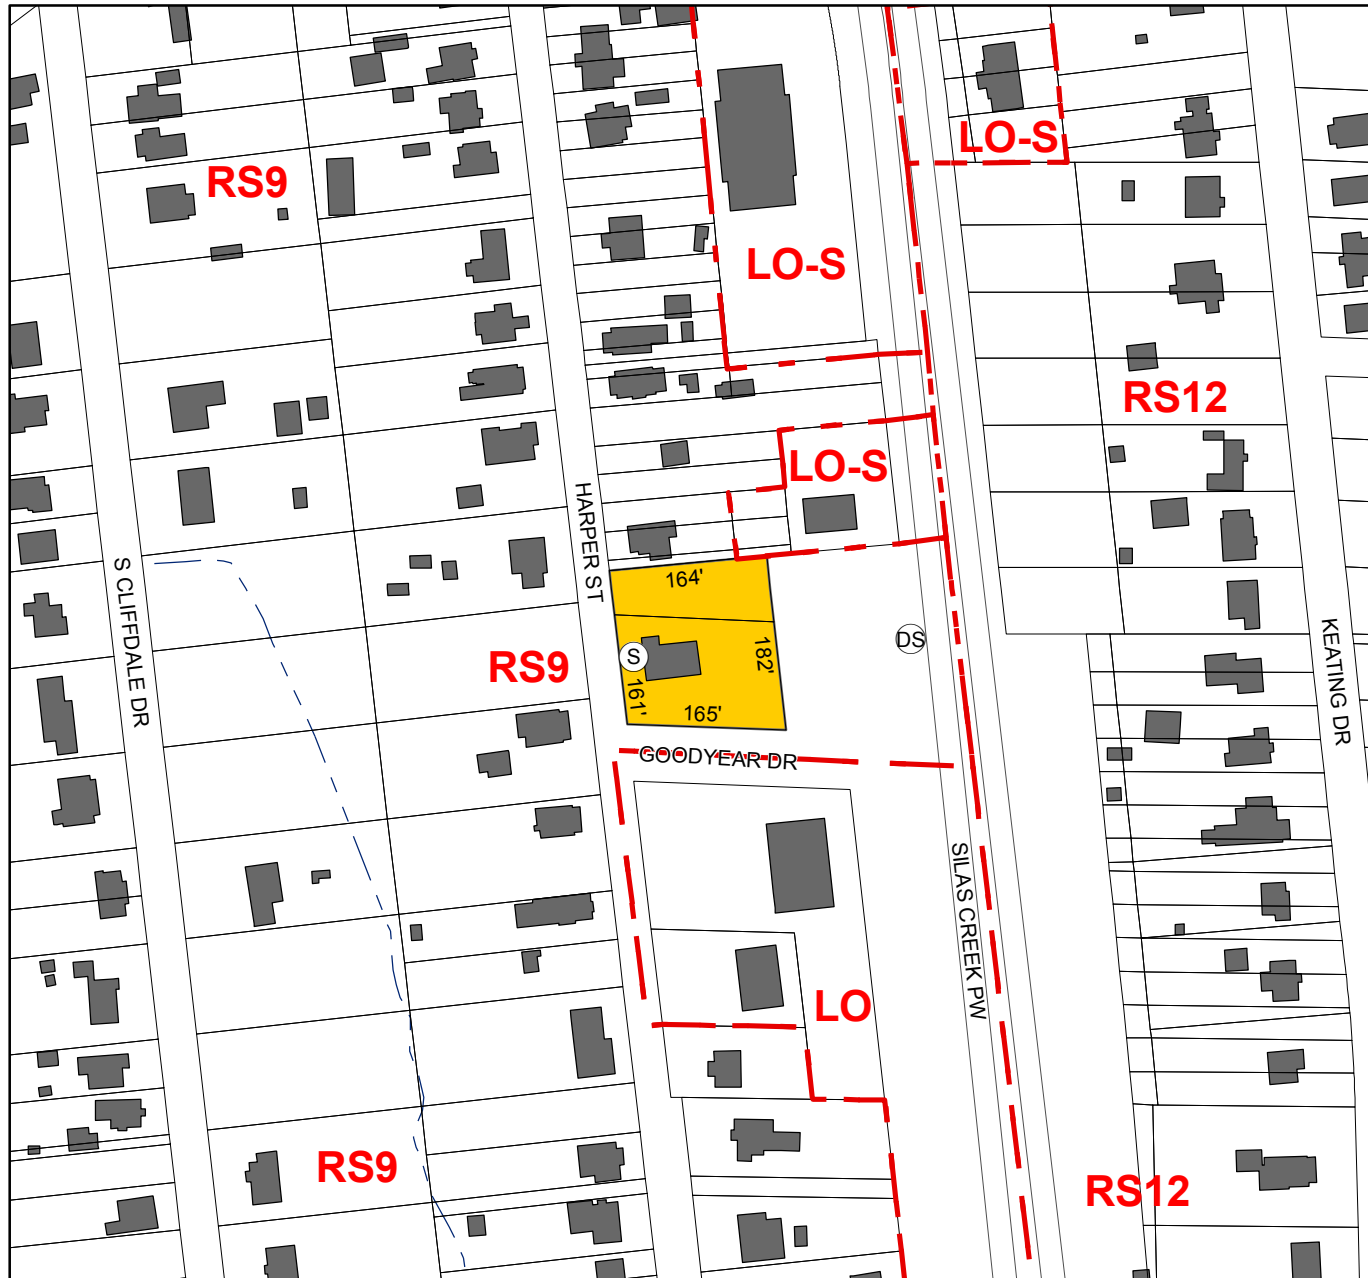 LO-S
RS9
LO-S
RS12
LO-S
HARPER ST
S CLIFFDALE DR
164'
182'
S
DS
161'
165'
RS9
KEATING DR
GOODYEAR DR
SILAS CREEK PW
LO
RS9
RS12